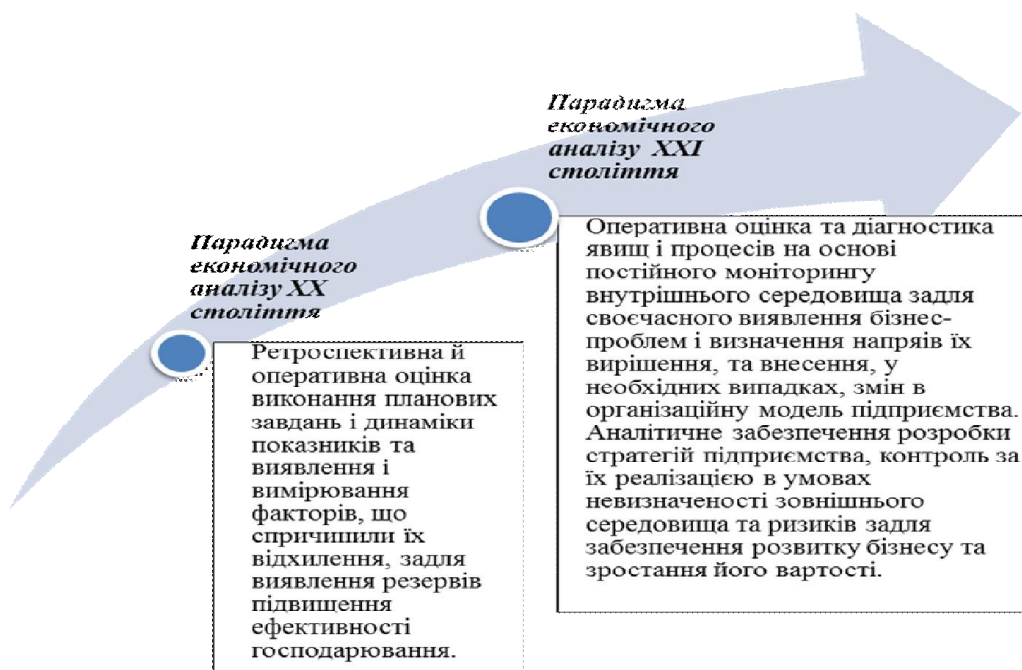 Парадигма
економічного
аналізу XX
століття
Ретроспективна й
оперативна оцінка
виконання планових
завдань і динаміки
показників та
виявлення і
вимірювання
факторів, що
спричинили їх
відхилення, задля
виявлення резервів
підвищення
ефективності
господарювання.
Парадигма
економічного
аналізу XXI
століття
Оперативна оцінка та діагностика
явищ і процесів на основі
постійного моніторингу
внутрішнього середовища задля
своєчасного виявлення бізнес-
проблем і визначення напряів їх
вирішення, та внесення, у
необхідних випадках, змін в
організаційну модель підприємства.
Аналітичне забезпечення розробки
стратегій підприємства, контроль за
їх реалізацією в умовах
невизначеності зовнішнього
середовища та ризиків задля
забезпечення розвитку бізнесу та
зростання його вартості.